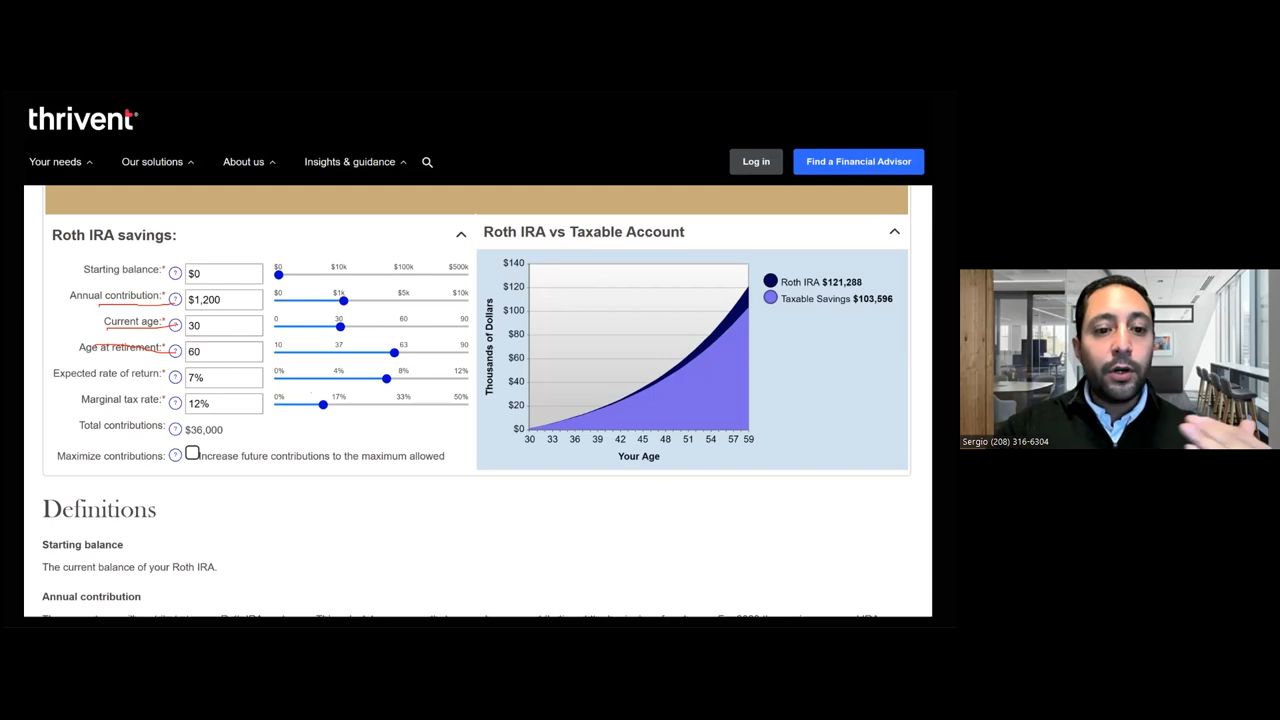 thrivent
Your needs Our solutions About us Insights & guidance Log in Find a Financial Advisor
Roth IRA savings:
Starting balance:* ? $0 $0 $10k $100k $500k
Annual contribution:* ? $1,200 $0 $1k $5k $10k
Current age:* ? 30 0 30 60 90
Age at retirement:* ? 60 10 37 63 90
Expected rate of return:* ? 7% 0% 4% 8% 12%
Marginal tax rate:* ? 12% 0% 17% 33% 50%
Total contributions: ? $36,000
Maximize contributions: ? Increase future contributions to the maximum allowed
Roth IRA vs Taxable Account
Thousands of Dollars
$140
$120
$100
$80
$60
$40
$20
$0
30 33 36 39 42 45 48 51 54 57 59
Your Age
Roth IRA $121,288
Taxable Savings $103,596
Definitions
Starting balance
The current balance of your Roth IRA.
Annual contribution
Sergio (208) 316-6304